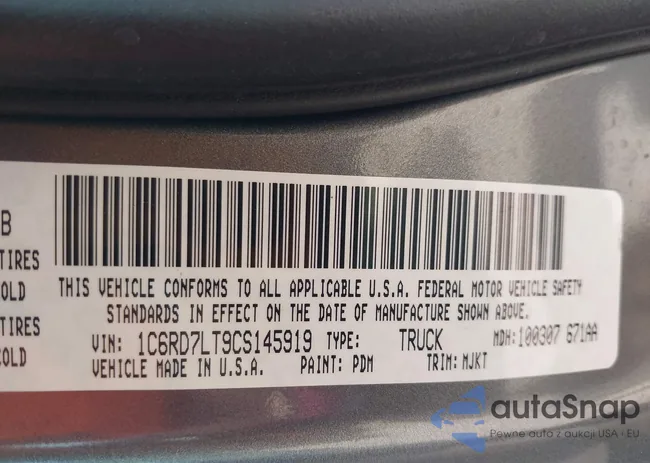 B
TIRES
OLD
TIRES
COLD
THIS VEHICLE CONFORMS TO ALL APPLICABLE U.S.A. FEDERAL MOTOR VEHICLE SAFETY
STANDARDS IN EFFECT ON THE DATE OF MANUFACTURE SHOWN ABOVE.
VIN: 1C6RD7LT9CS145919 TYPE: TRUCK MDH: 100307 671AA
VEHICLE MADE IN U.S.A. PAINT: PDM TRIM: MJKT
autaSnap
Pewne auta z aukcji USA i EU